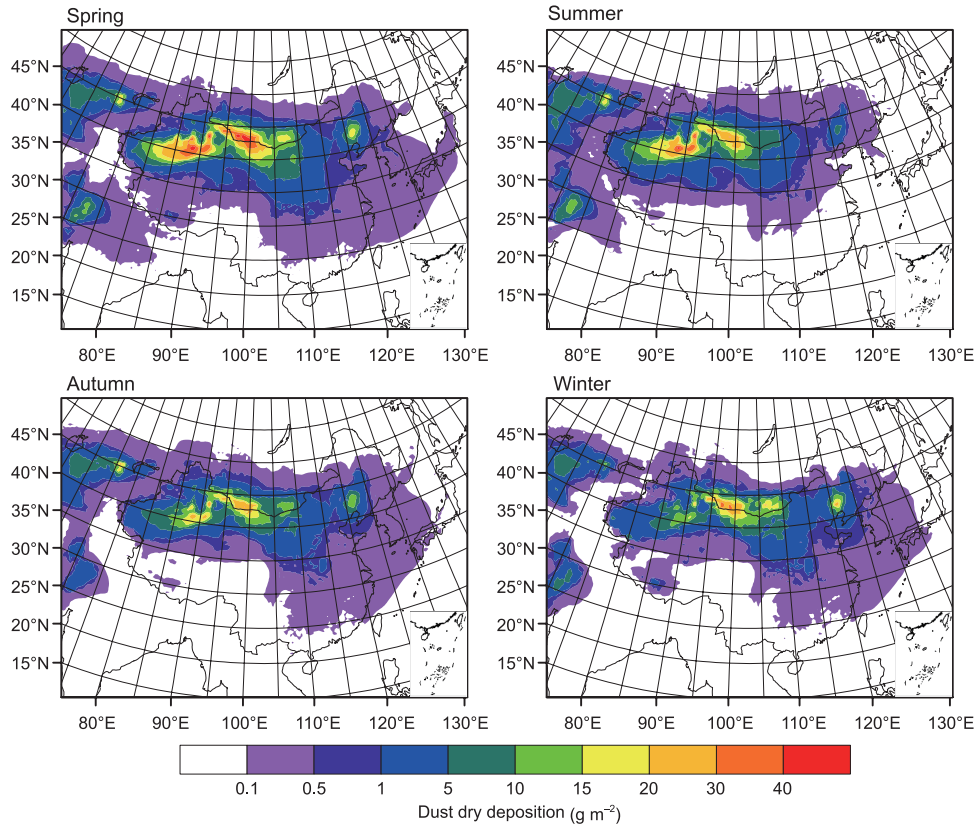 Spring Summer
45°N 45°N
40°N 40°N
35°N 35°N
30°N 30°N
25°N 25°N
20°N 20°N
15°N 15°N
80°E 90°E 100°E 110°E 120°E 130°E 80°E 90°E 100°E 110°E 120°E 130°E
Autumn Winter
45°N 45°N
40°N 40°N
35°N 35°N
30°N 30°N
25°N 25°N
20°N 20°N
15°N 15°N
80°E 90°E 100°E 110°E 120°E 130°E 80°E 90°E 100°E 110°E 120°E 130°E
0.1 0.5 1 5 10 15 20 30 40
Dust dry deposition (g m⁻²)